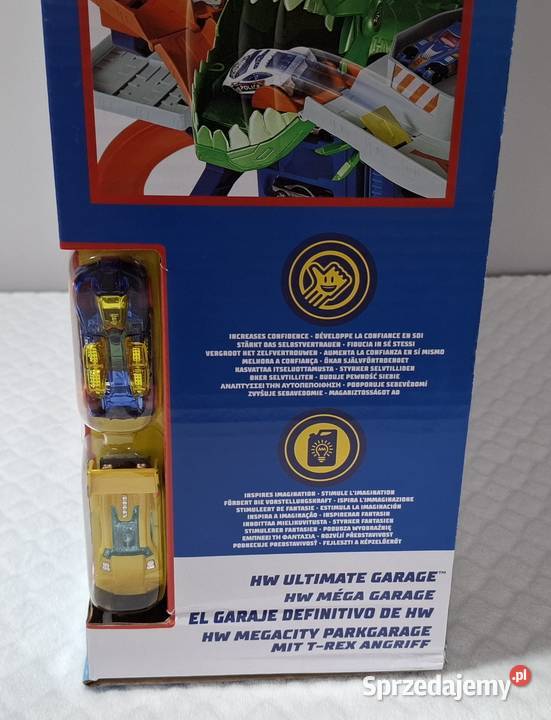 POLICE
INCREASES CONFIDENCE · DÉVELOPPE LA CONFIANCE EN SOI
STÄRKT DAS SELBSTVERTRAUEN · FIDUCIA IN SÉ STESSI
VERGROOT HET ZELFVERTROUWEN · AUMENTA LA CONFIANZA EN SÍ MISMO
MELHORA A CONFIANÇA · ÖKAR SJÄLVFÖRTROENDET
KASVATTAA ITSELUOTTAMUSTA · STYRKER SELVTILLIDEN
ØKER SELVTILLITEN · BUDUJE PEWNOŚĆ SIEBIE
ΑΝΑΠΤΥΣΣΕΙ ΤΗΝ ΑΥΤΟΠΕΠΟΙΘΗΣΗ · PODPORUJE SEBEVĚDOMÍ
ZVYŠUJE SEBAVEDOMIE · MAGABIZTOSSÁGOT AD
INSPIRES IMAGINATION · STIMULE L'IMAGINATION
FÖRDERT DIE VORSTELLUNGSKRAFT · ISPIRA L'IMMAGINAZIONE
STIMULEERT DE FANTASIE · ESTIMULA LA IMAGINACIÓN
INSPIRA A IMAGINAÇÃO · INSPIRERAR FANTASIN
INNOITTAA MIELIKUVITUSTA · STYRKER FANTASIEN
STIMULERER FANTASIEN · POBUDZA WYOBRAŹNIĘ
ΕΜΠΝΕΕΙ ΤΗ ΦΑΝΤΑΣΙΑ · ROZVÍJÍ PŘEDSTAVIVOST
PODNECUJE PREDSTAVIVOSŤ · FEJLESZTI A KÉPZELŐERŐT
HW ULTIMATE GARAGE™
HW MÉGA GARAGE
EL GARAJE DEFINITIVO DE HW
HW MEGACITY PARKGARAGE
MIT T-REX ANGRIFF
Sprzedajemy.pl